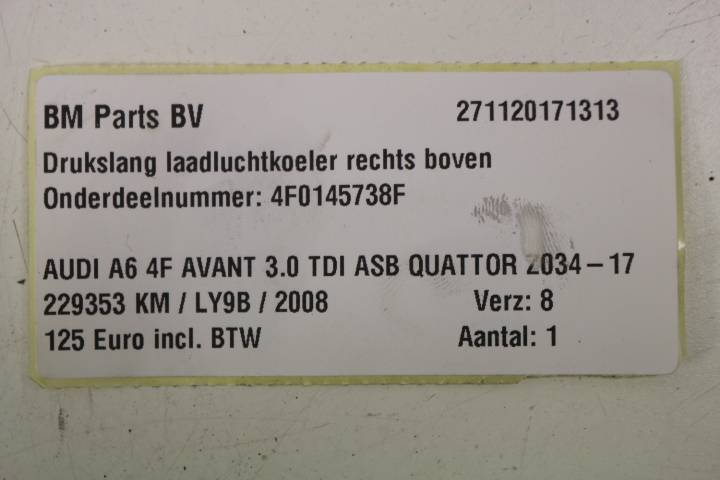 BM Parts BV 271120171313
Drukslang laadluchtkoeler rechts boven
Onderdeelnummer: 4F0145738F
AUDI A6 4F AVANT 3.0 TDI ASB QUATTOR Z034-17
229353 KM / LY9B / 2008 Verz: 8
125 Euro incl. BTW Aantal: 1